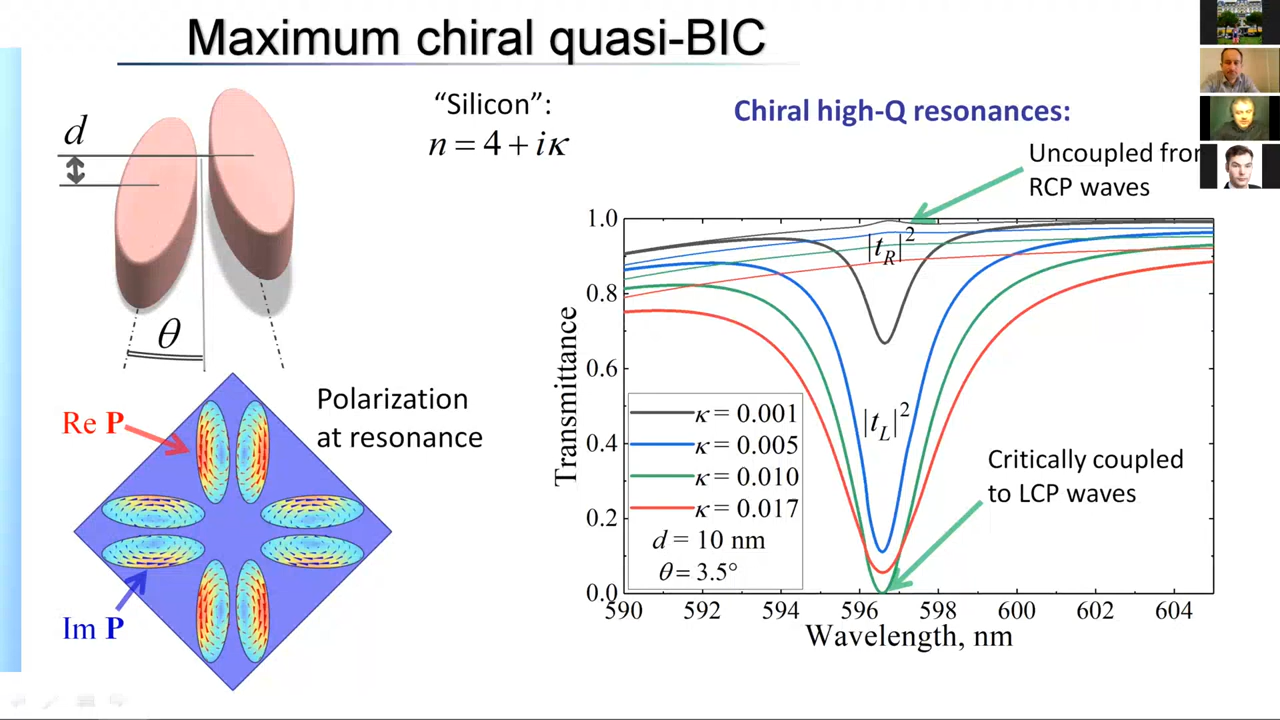 Maximum chiral quasi-BIC
"Silicon":
n = 4 + iκ
d
θ
Polarization
at resonance
Re P
Im P
Chiral high-Q resonances:
Uncoupled from
RCP waves
|t_R|²
|t_L|²
Critically coupled
to LCP waves
κ = 0.001
κ = 0.005
κ = 0.010
κ = 0.017
d = 10 nm
θ = 3.5°
Transmittance
1.0
0.8
0.6
0.4
0.2
0.0
590 592 594 596 598 600 602 604
Wavelength, nm